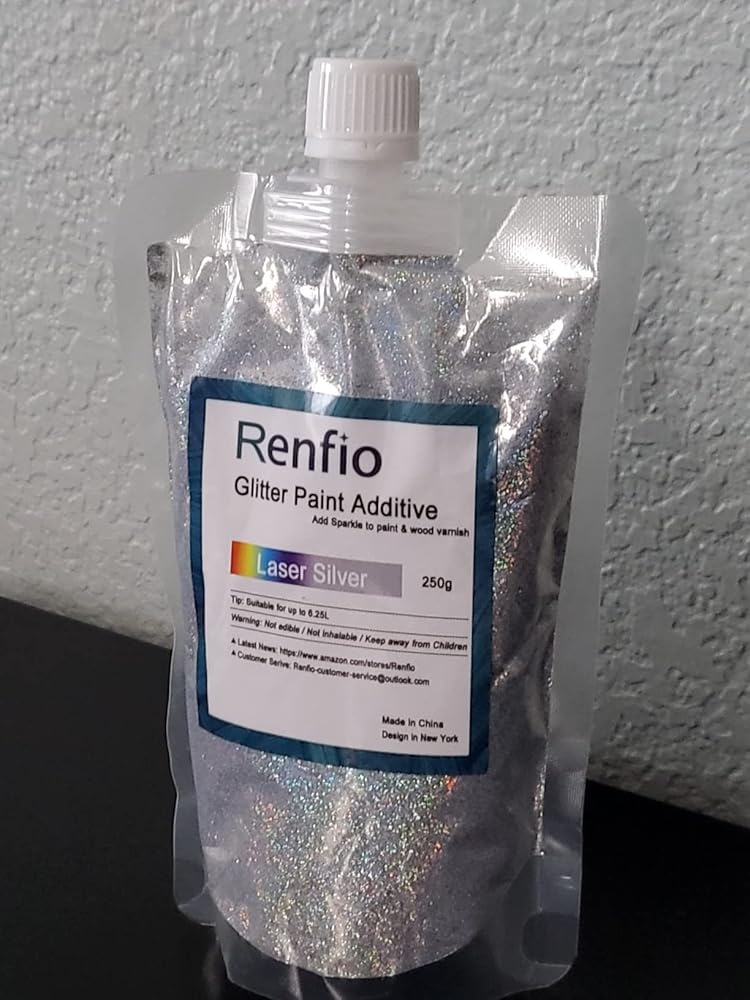 Renfio
Glitter Paint Additive
Add Sparkle to paint & wood varnish
Laser Silver
250g
Tip: Suitable for up to 6.25L
Warning: Not edible / Not inhalable / Keep away from Children
▲ Latest News: https://www.amazon.com/stores/Renfio
▲ Customer Serive: Renfio-customer-service@outlook.com
Made in China
Design in New York